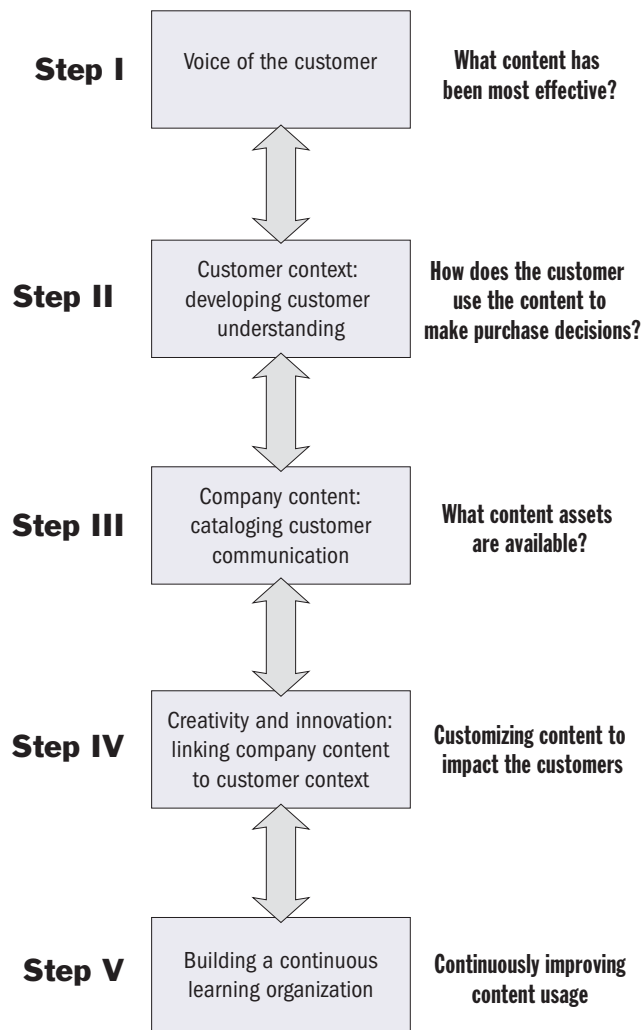 Step I
Voice of the customer
What content has
been most effective?
Step II
Customer context:
developing customer
understanding
How does the customer
use the content to
make purchase decisions?
Step III
Company content:
cataloging customer
communication
What content assets
are available?
Step IV
Creativity and innovation:
linking company content
to customer context
Customizing content to
impact the customers
Step V
Building a continuous
learning organization
Continuously improving
content usage